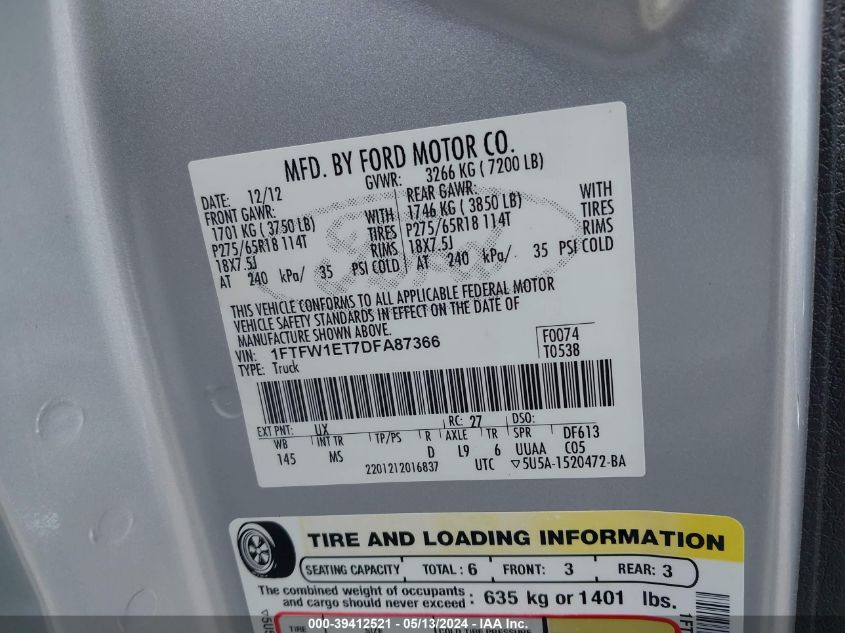 MFD. BY FORD MOTOR CO.
DATE: 12/12 GVWR: 3266 KG ( 7200 LB)
FRONT GAWR: REAR GAWR:
1701 KG ( 3750 LB) WITH 1746 KG ( 3850 LB) WITH
P275/65R18 114T TIRES P275/65R18 114T TIRES
18X7.5J RIMS 18X7.5J RIMS
AT 240 kPa/ 35 PSI COLD AT 240 kPa/ 35 PSI COLD
THIS VEHICLE CONFORMS TO ALL APPLICABLE FEDERAL MOTOR
VEHICLE SAFETY STANDARDS IN EFFECT ON THE DATE OF
MANUFACTURE SHOWN ABOVE.
VIN: 1FTFW1ET7DFA87366 F0074
TYPE: Truck T0538
EXT PNT: UX RC: 27 DSO:
WB INT TR TP/PS R AXLE TR SPR DF613
145 MS D L9 6 UUAA C05
2201212016837 UTC ▽5U5A-1520472-BA
TIRE AND LOADING INFORMATION
SEATING CAPACITY TOTAL : 6 FRONT: 3 REAR: 3
The combined weight of occupants
and cargo should never exceed : 635 kg or 1401 lbs.
TIRE SIZE COLD TIRE PRESSURE
000-39412521 - 05/13/2024 - IAA Inc.